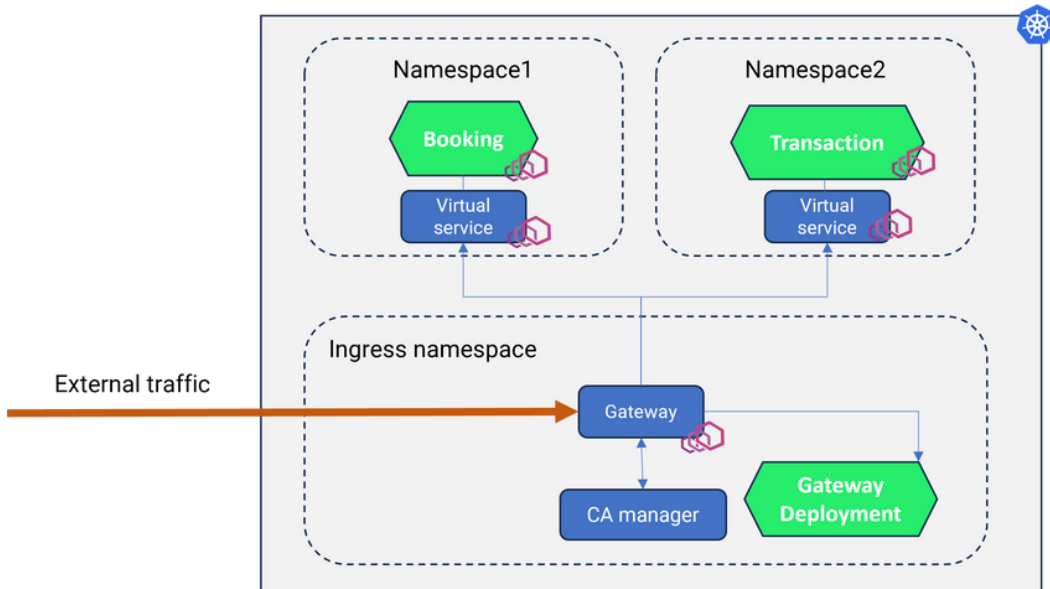 Namespace1
Namespace2
Booking
Transaction
Virtual
service
Virtual
service
Ingress namespace
External traffic
Gateway
CA manager
Gateway
Deployment